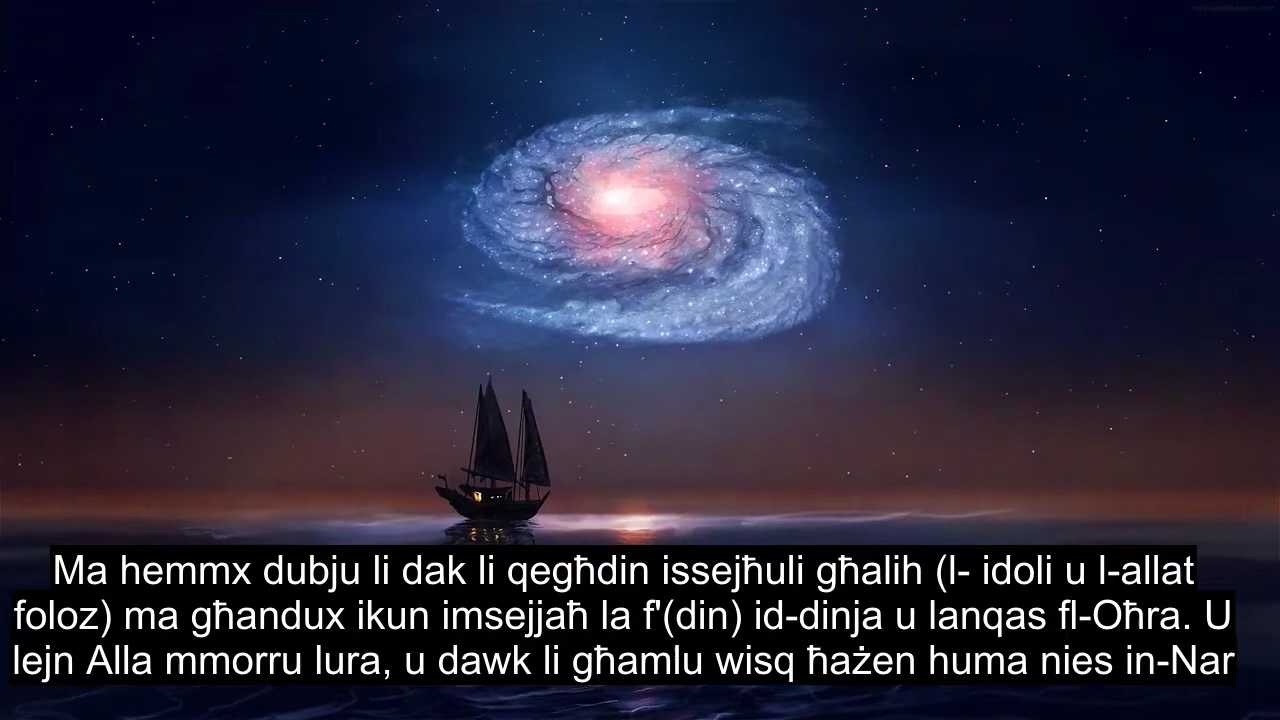 Ma hemmx dubju li dak li qegħdin issejħuli għalih (l- idoli u l-allat
foloz) ma għandux ikun imsejjaħ la f'(din) id-dinja u lanqas fl-Oħra. U
lejn Alla mmorru lura, u dawk li għamlu wisq ħażen huma nies in-Nar